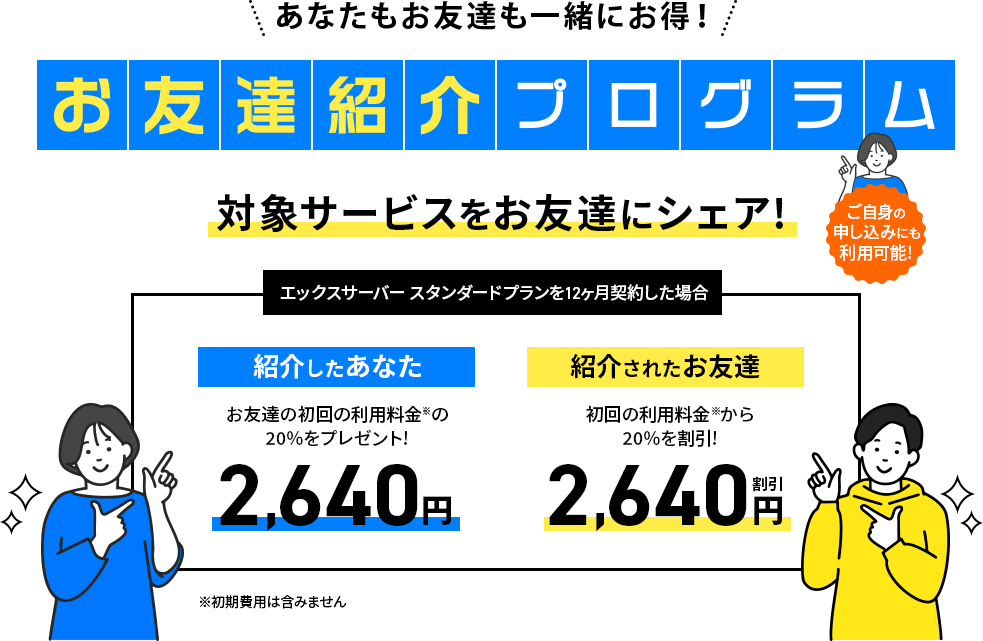 あなたもお友達も一緒にお得！
お友達紹介プログラム
対象サービスをお友達にシェア!
ご自身の
申し込みにも
利用可能!
エックスサーバー スタンダードプランを12ヶ月契約した場合
紹介したあなた
お友達の初回の利用料金※の
20%をプレゼント!
2,640円
紹介されたお友達
初回の利用料金※から
20%を割引!
2,640円割引
※初期費用は含みません